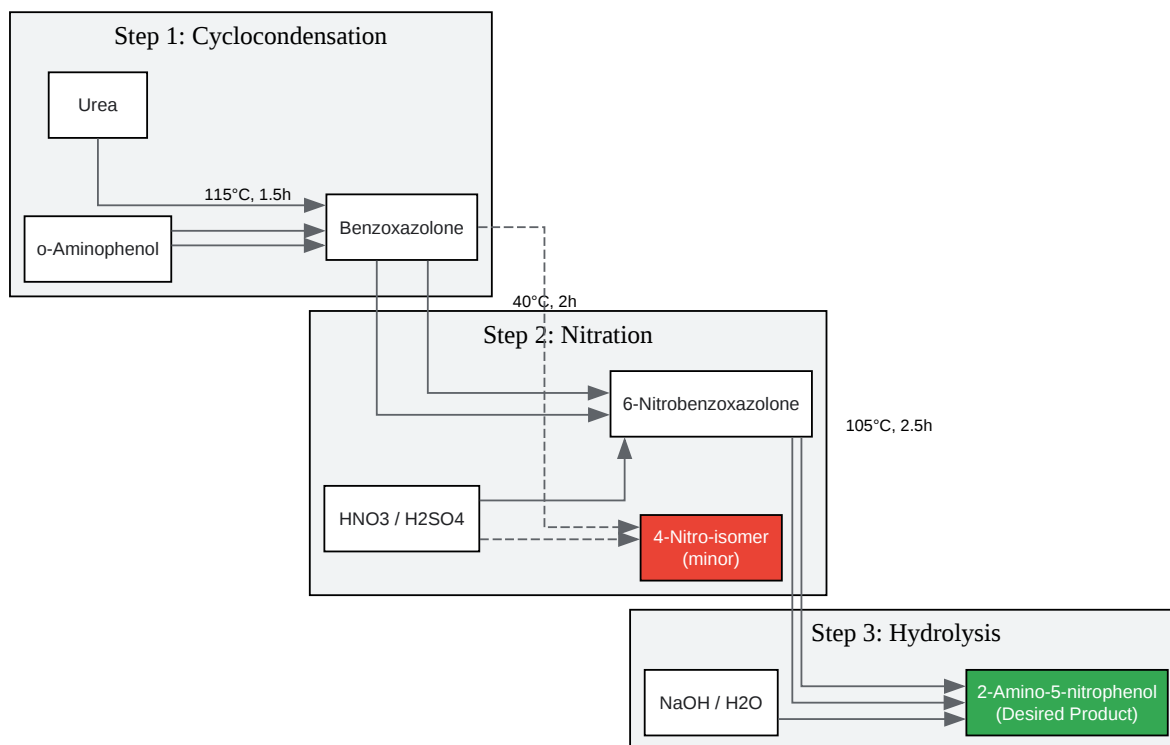 Step 1: Cyclocondensation
Urea
115°C, 1.5h
o-Aminophenol
Benzoxazolone
40°C, 2h
Step 2: Nitration
6-Nitrobenzoxazolone
105°C, 2.5h
HNO3 / H2SO4
4-Nitro-isomer
(minor)
Step 3: Hydrolysis
NaOH / H2O
2-Amino-5-nitrophenol
(Desired Product)